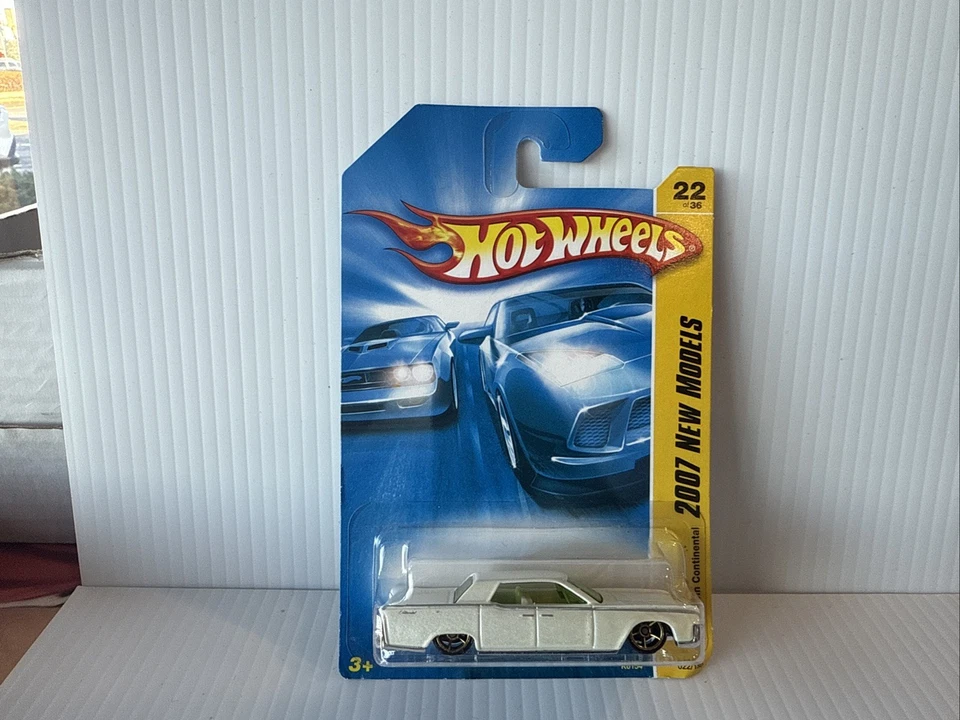 22
of 36
HOT WHEELS®
2007 NEW MODELS
Continental
3+